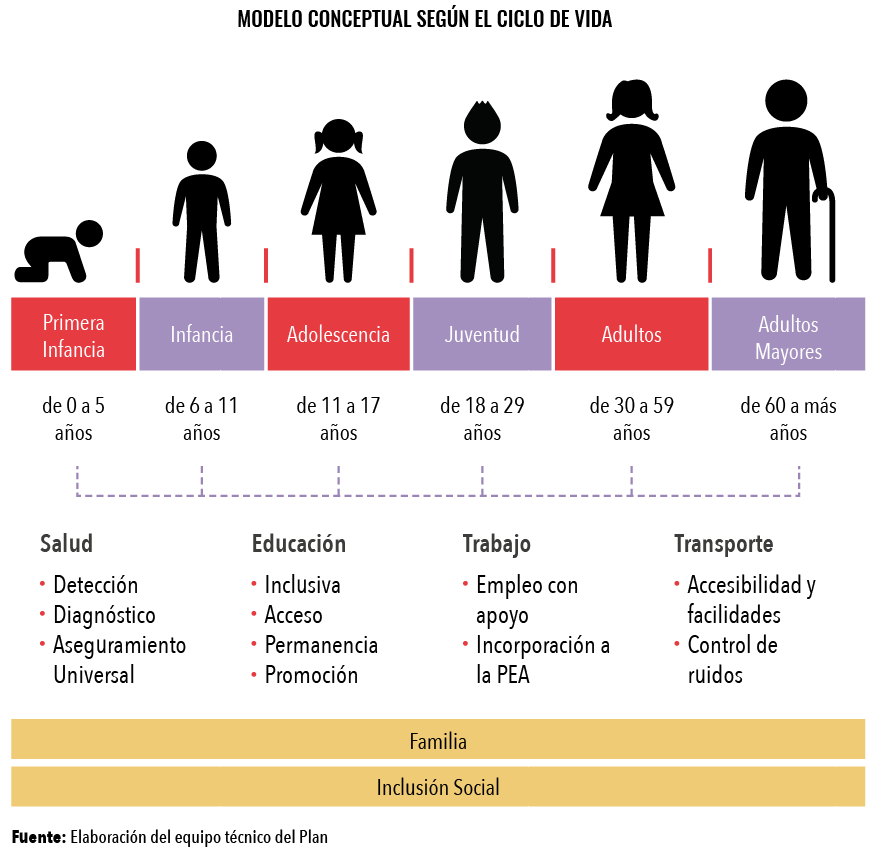 MODELO CONCEPTUAL SEGÚN EL CICLO DE VIDA
Primera
Infancia
Infancia
Adolescencia
Juventud
Adultos
Adultos
Mayores
de 0 a 5
años
de 6 a 11
años
de 11 a 17
años
de 18 a 29
años
de 30 a 59
años
de 60 a más
años
Salud
• Detección
• Diagnóstico
• Aseguramiento
Universal
Educación
• Inclusiva
• Acceso
• Permanencia
• Promoción
Trabajo
• Empleo con
apoyo
• Incorporación a
la PEA
Transporte
• Accesibilidad y
facilidades
• Control de
ruidos
Familia
Inclusión Social
Fuente: Elaboración del equipo técnico del Plan